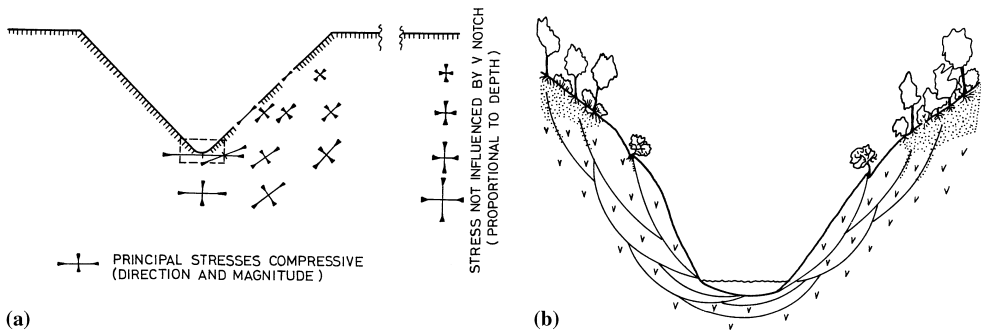 STRESS NOT INFLUENCED BY V NOTCH
(PROPORTIONAL TO DEPTH)
PRINCIPAL STRESSES COMPRESSIVE
(DIRECTION AND MAGNITUDE)
(a)
(b)